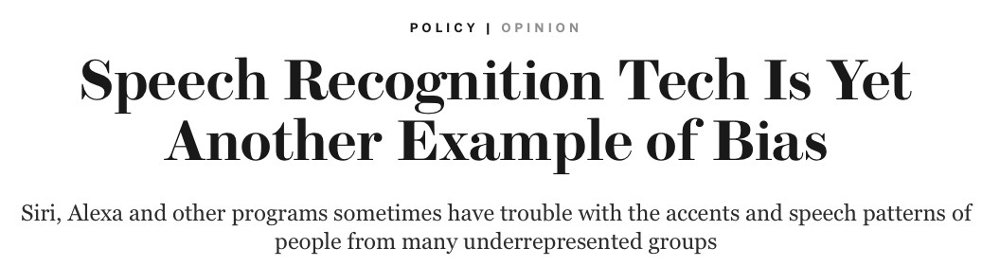 POLICY | OPINION
Speech Recognition Tech Is Yet
Another Example of Bias
Siri, Alexa and other programs sometimes have trouble with the accents and speech patterns of
people from many underrepresented groups